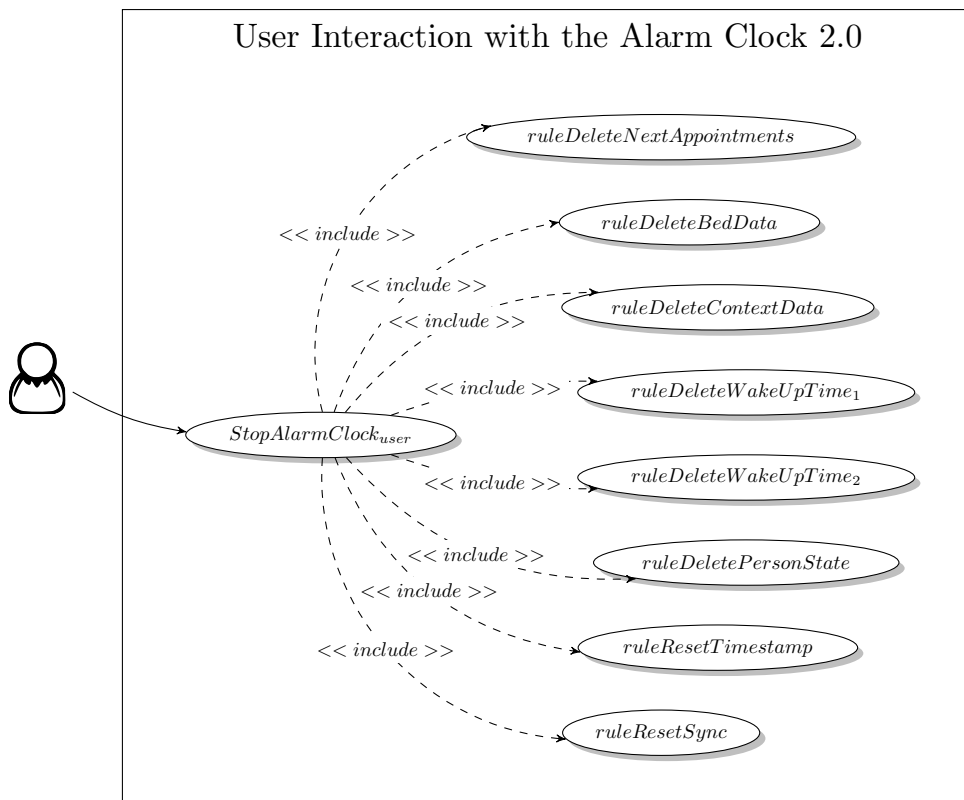 User Interaction with the Alarm Clock 2.0
ruleDeleteNextAppointments
<< include >>
ruleDeleteBedData
<< include >>
ruleDeleteContextData
<< include >>
ruleDeleteWakeUpTime₁
<< include >>
StopAlarmClock_user
ruleDeleteWakeUpTime₂
<< include >>
ruleDeletePersonState
<< include >>
<< include >>
ruleResetTimestamp
<< include >>
ruleResetSync